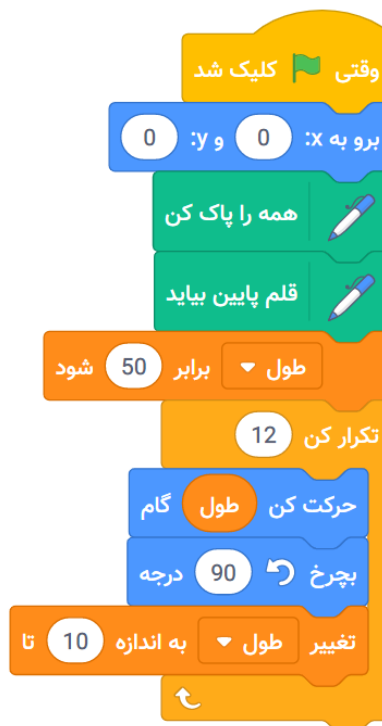 وقتی کلیک شد
برو به x: 0 و y: 0
همه را پاک کن
قلم پایین بیاید
طول برابر 50 شود
تکرار کن 12
حرکت کن طول گام
بچرخ 90 درجه
تغییر طول به اندازه 10 تا